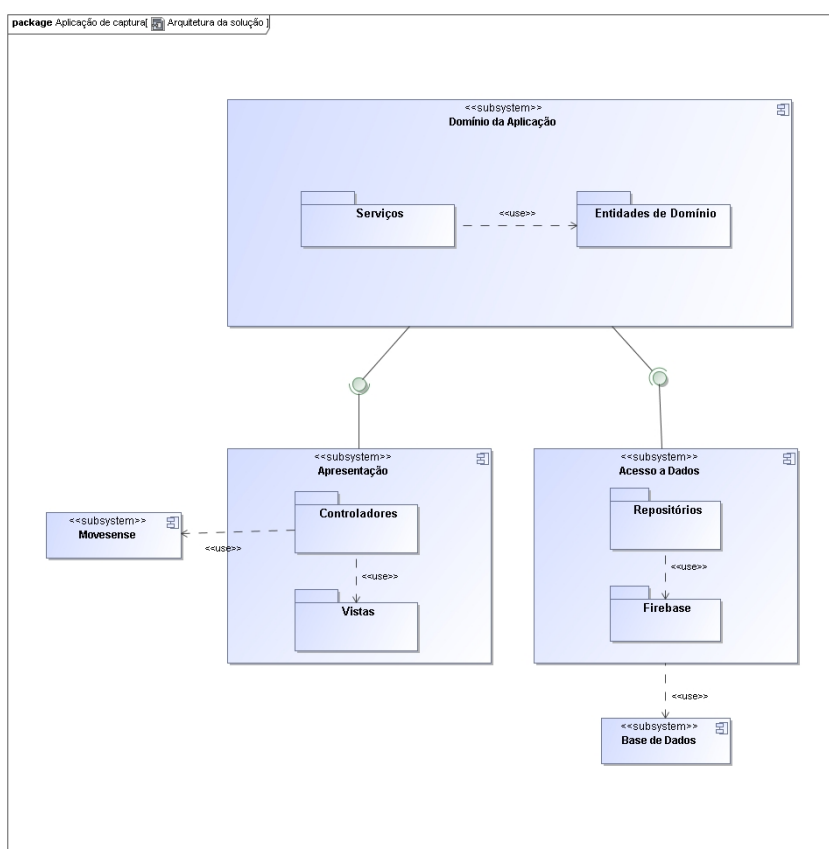 package Aplicação de captura[ Arquitetura da solução ]
<<subsystem>>
Domínio da Aplicação
Serviços
<<use>>
Entidades de Domínio
<<subsystem>>
Apresentação
Controladores
<<use>>
Vistas
<<subsystem>>
Movesense
<<use>>
<<subsystem>>
Acesso a Dados
Repositórios
<<use>>
Firebase
<<use>>
<<subsystem>>
Base de Dados